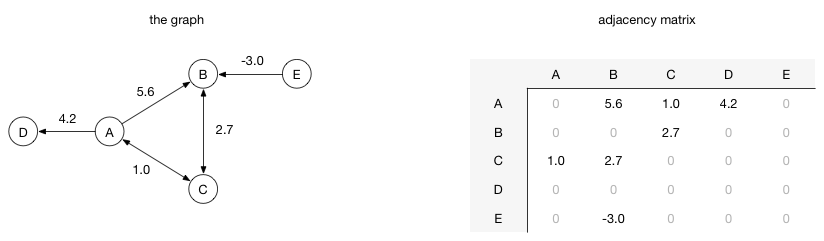 the graph
adjacency matrix
-3.0
B
E
5.6
4.2
D
A
2.7
1.0
C
A B C D E
A 0 5.6 1.0 4.2 0
B 0 0 2.7 0 0
C 1.0 2.7 0 0 0
D 0 0 0 0 0
E 0 -3.0 0 0 0